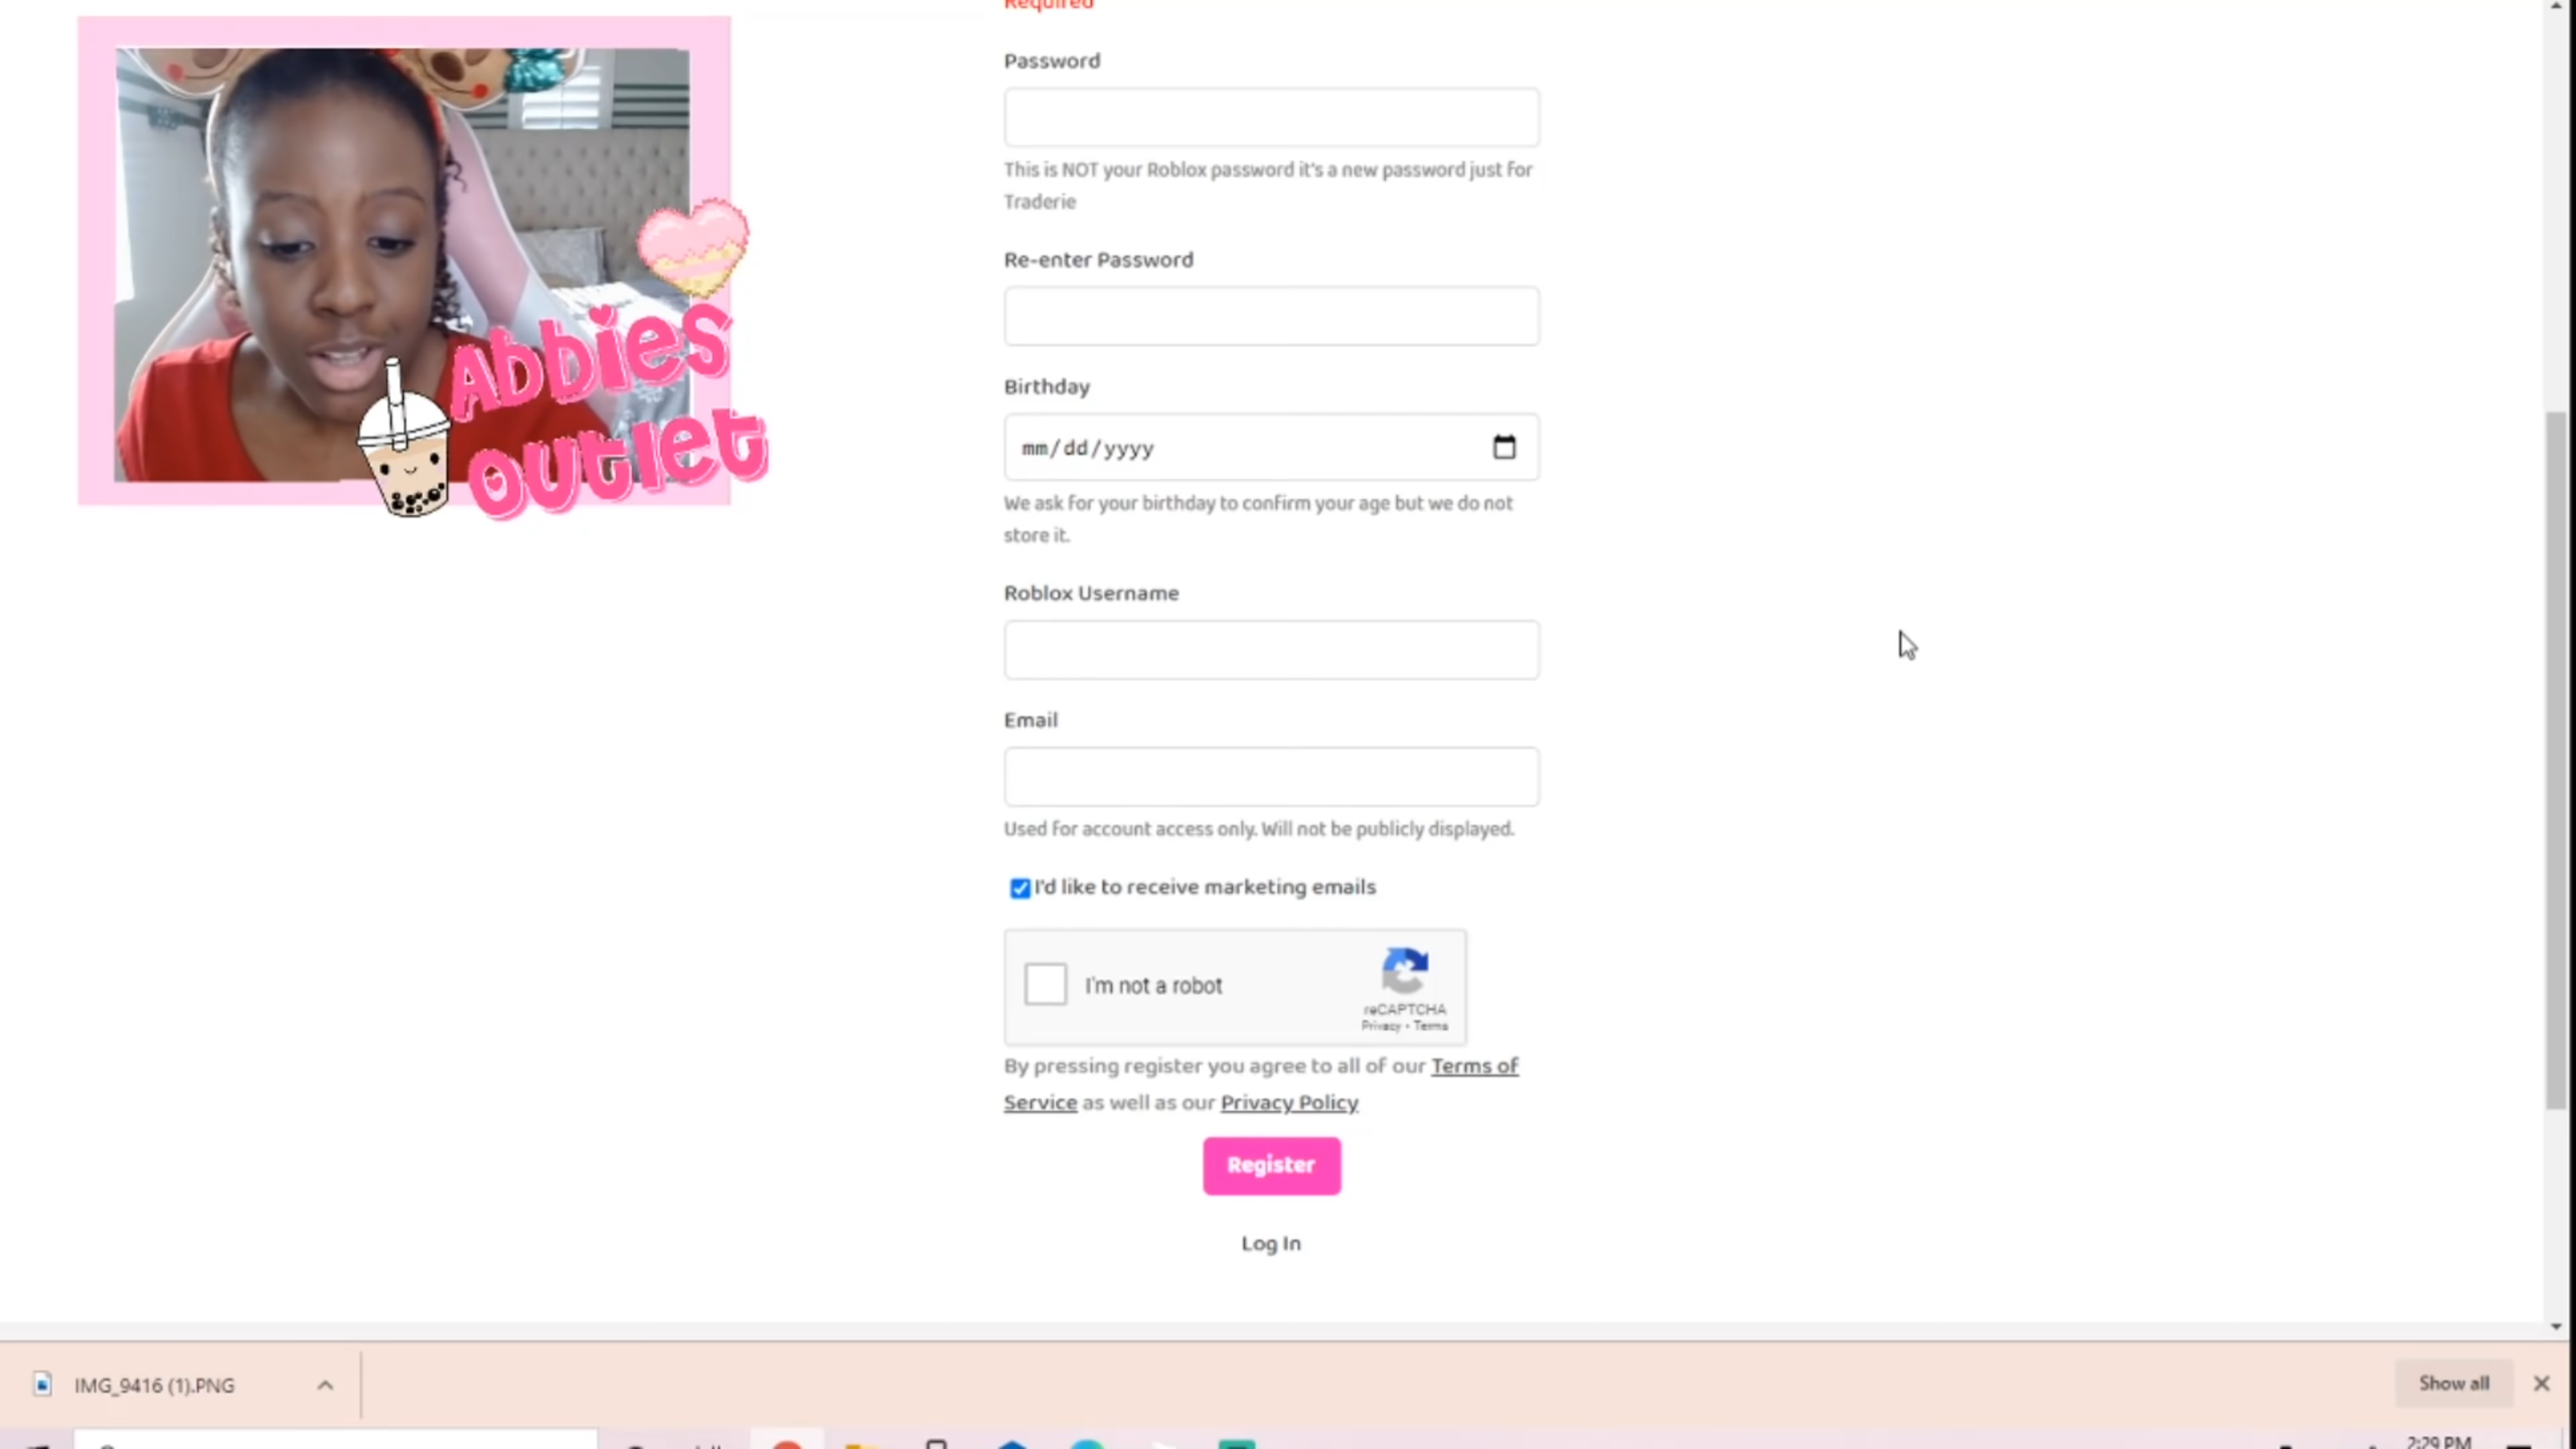 Required
Password
This is NOT your Roblox password it's a new password just for
Traderie
Re-enter Password
Birthday
mm/dd/yyyy
We ask for your birthday to confirm your age but we do not
store it.
Roblox Username
Email
Used for account access only. Will not be publicly displayed.
I'd like to receive marketing emails
I'm not a robot
reCAPTCHA
Privacy - Terms
By pressing register you agree to all of our Terms of
Service as well as our Privacy Policy
Register
Log In
Abbies
Outlet
IMG_9416 (1).PNG
Show all
2:29 PM